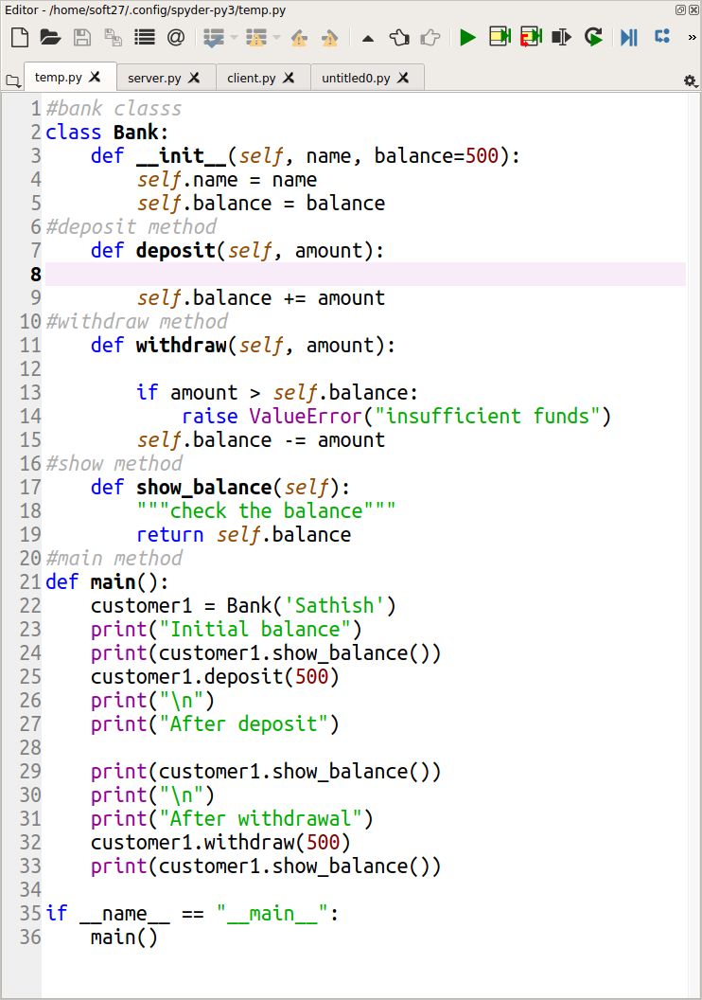 Editor - /home/soft27/.config/spyder-py3/temp.py
temp.py server.py client.py untitled0.py
1 #bank classs
2 class Bank:
3     def __init__(self, name, balance=500):
4         self.name = name
5         self.balance = balance
6 #deposit method
7     def deposit(self, amount):
8
9         self.balance += amount
10 #withdraw method
11     def withdraw(self, amount):
12
13         if amount > self.balance:
14             raise ValueError("insufficient funds")
15         self.balance -= amount
16 #show method
17     def show_balance(self):
18         """check the balance"""
19         return self.balance
20 #main method
21 def main():
22     customer1 = Bank('Sathish')
23     print("Initial balance")
24     print(customer1.show_balance())
25     customer1.deposit(500)
26     print("\n")
27     print("After deposit")
28
29     print(customer1.show_balance())
30     print("\n")
31     print("After withdrawal")
32     customer1.withdraw(500)
33     print(customer1.show_balance())
34
35 if __name__ == "__main__":
36     main()